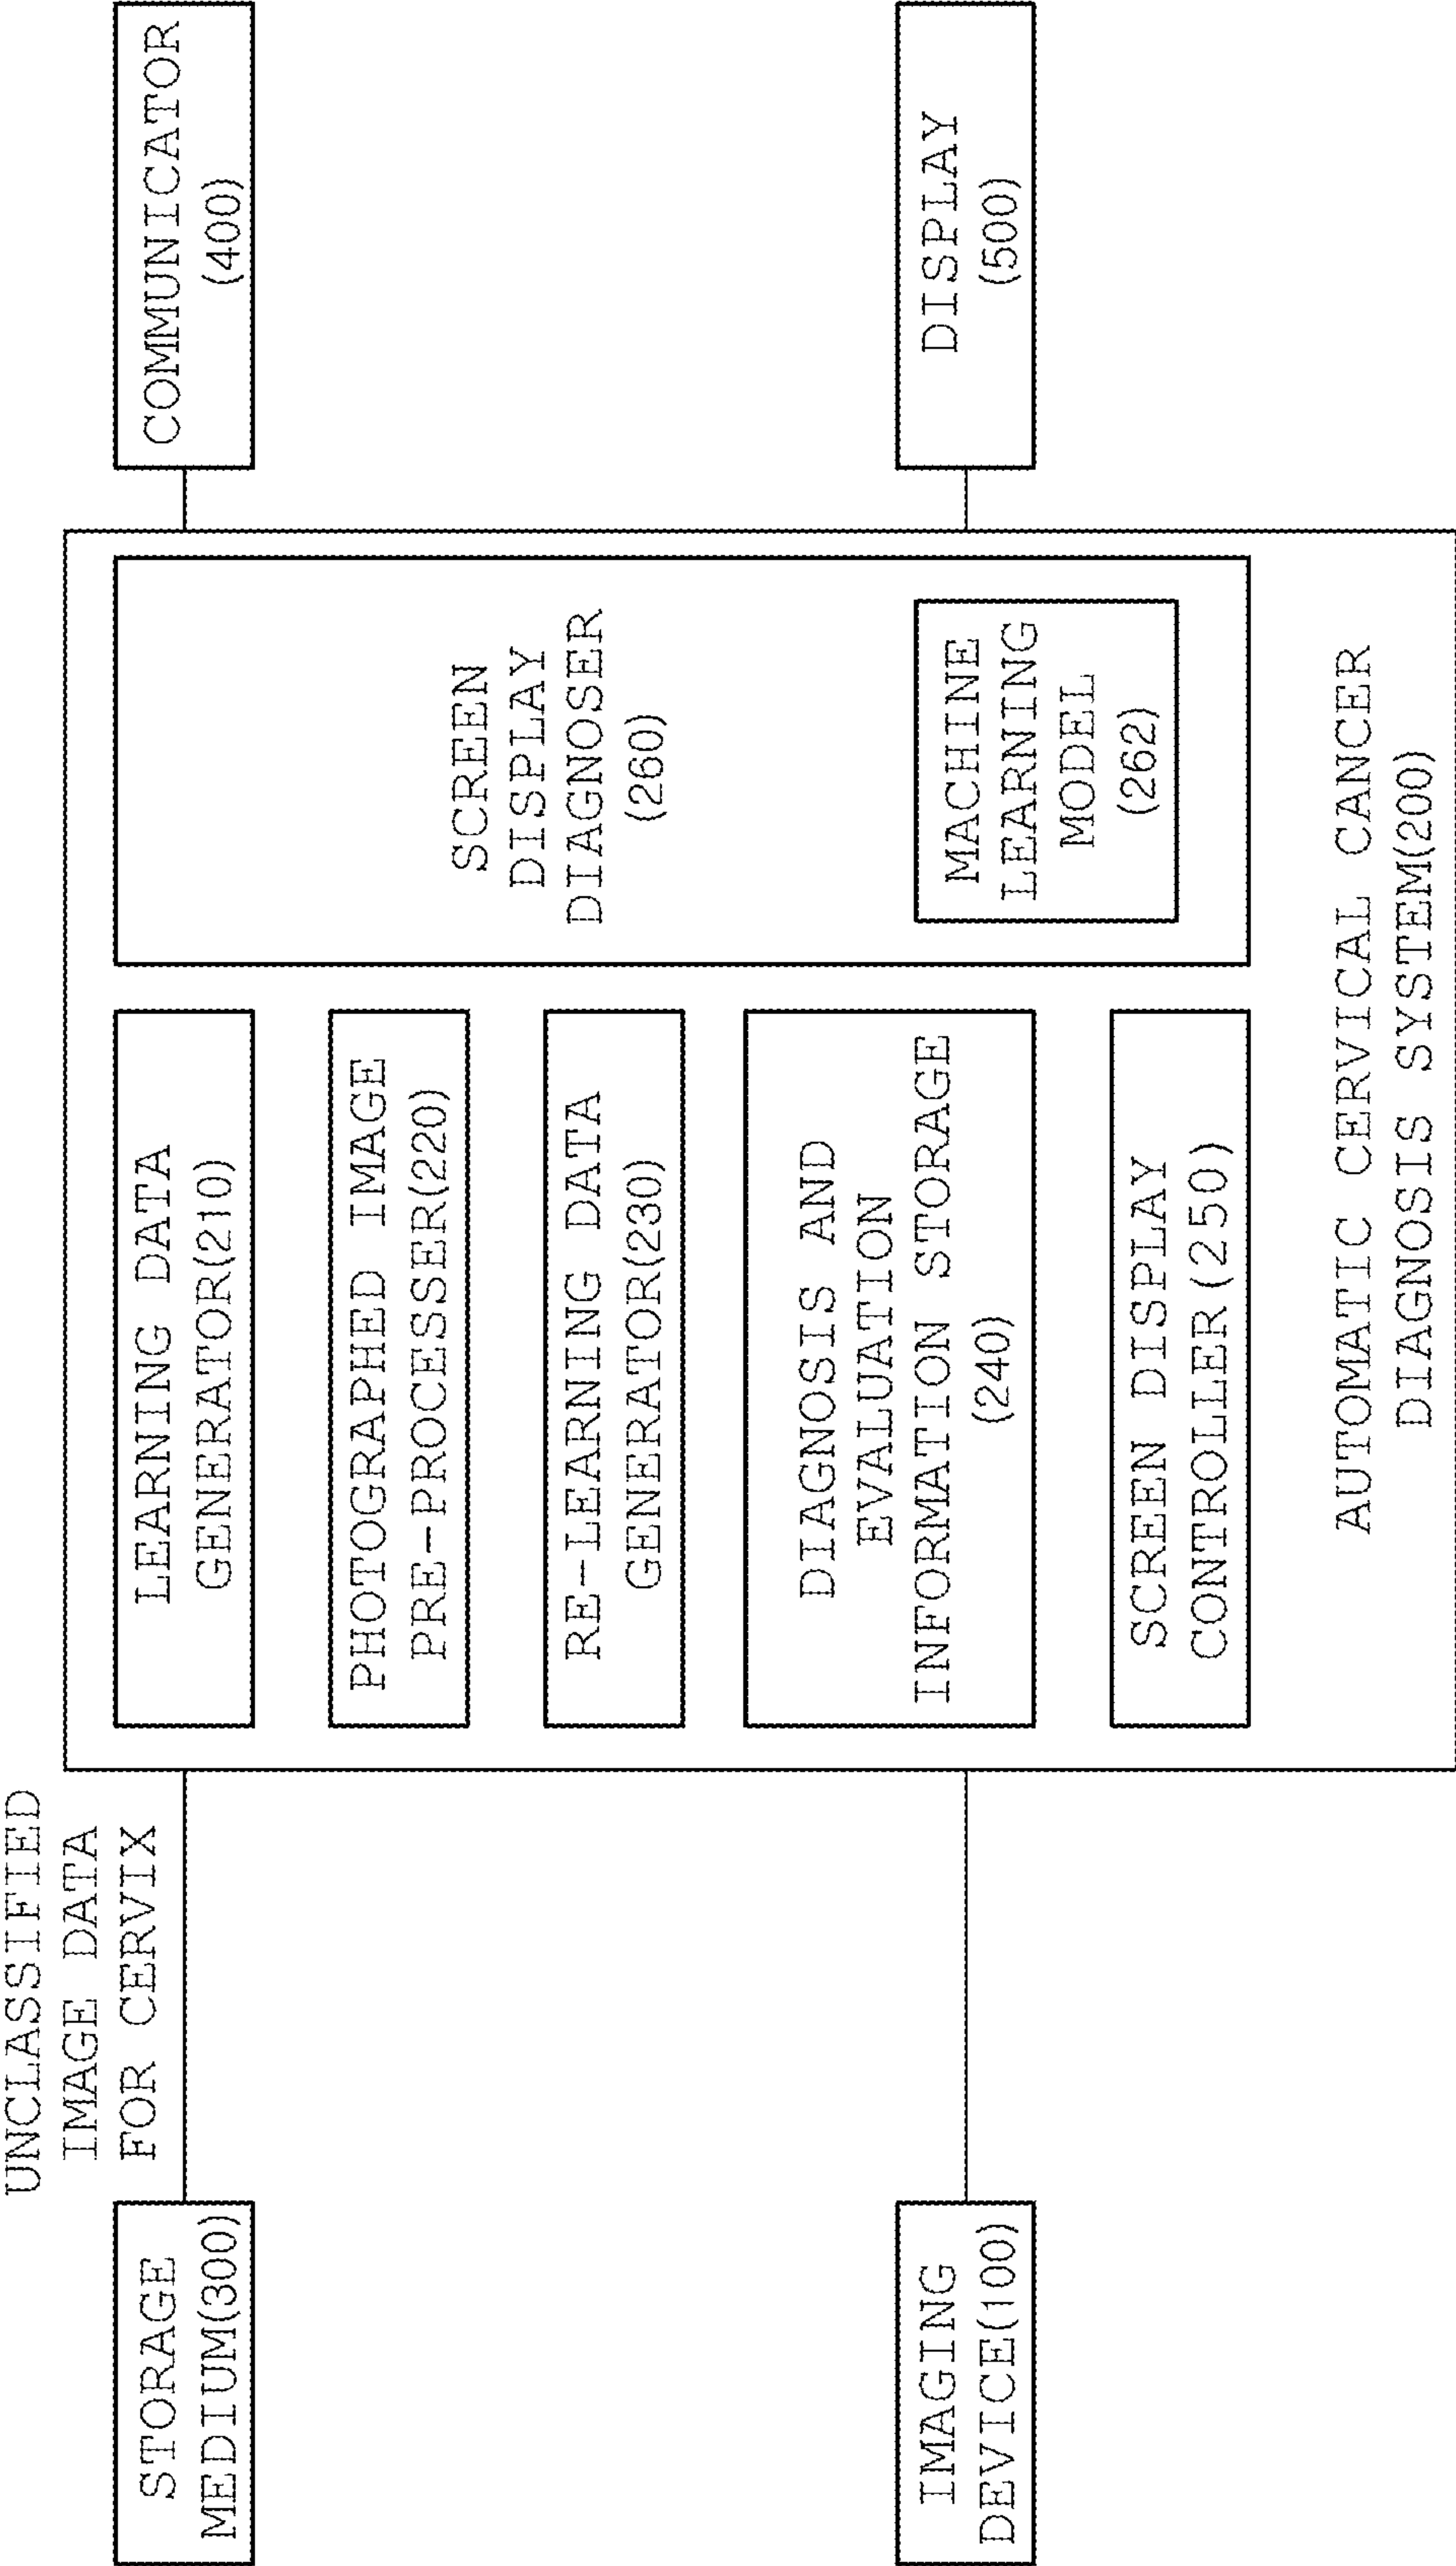 UNCLASSIFIED
IMAGE DATA
FOR CERVIX
STORAGE
MEDIUM(300)
IMAGING
DEVICE(100)
LEARNING DATA
GENERATOR(210)
PHOTOGRAPHED IMAGE
PRE-PROCESSER(220)
RE-LEARNING DATA
GENERATOR(230)
DIAGNOSIS AND
EVALUATION
INFORMATION STORAGE
(240)
SCREEN DISPLAY
CONTROLLER(250)
SCREEN
DISPLAY
DIAGNOSER
(260)
MACHINE
LEARNING
MODEL
(262)
AUTOMATIC CERVICAL CANCER
DIAGNOSIS SYSTEM(200)
COMMUNICATOR
(400)
DISPLAY
(500)